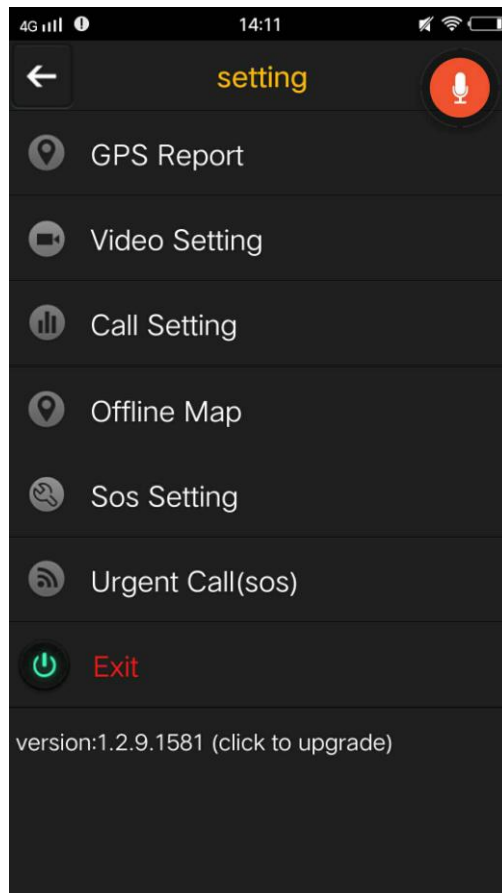 4G 14:11
setting
GPS Report
Video Setting
Call Setting
Offline Map
Sos Setting
Urgent Call(sos)
Exit
version:1.2.9.1581 (click to upgrade)